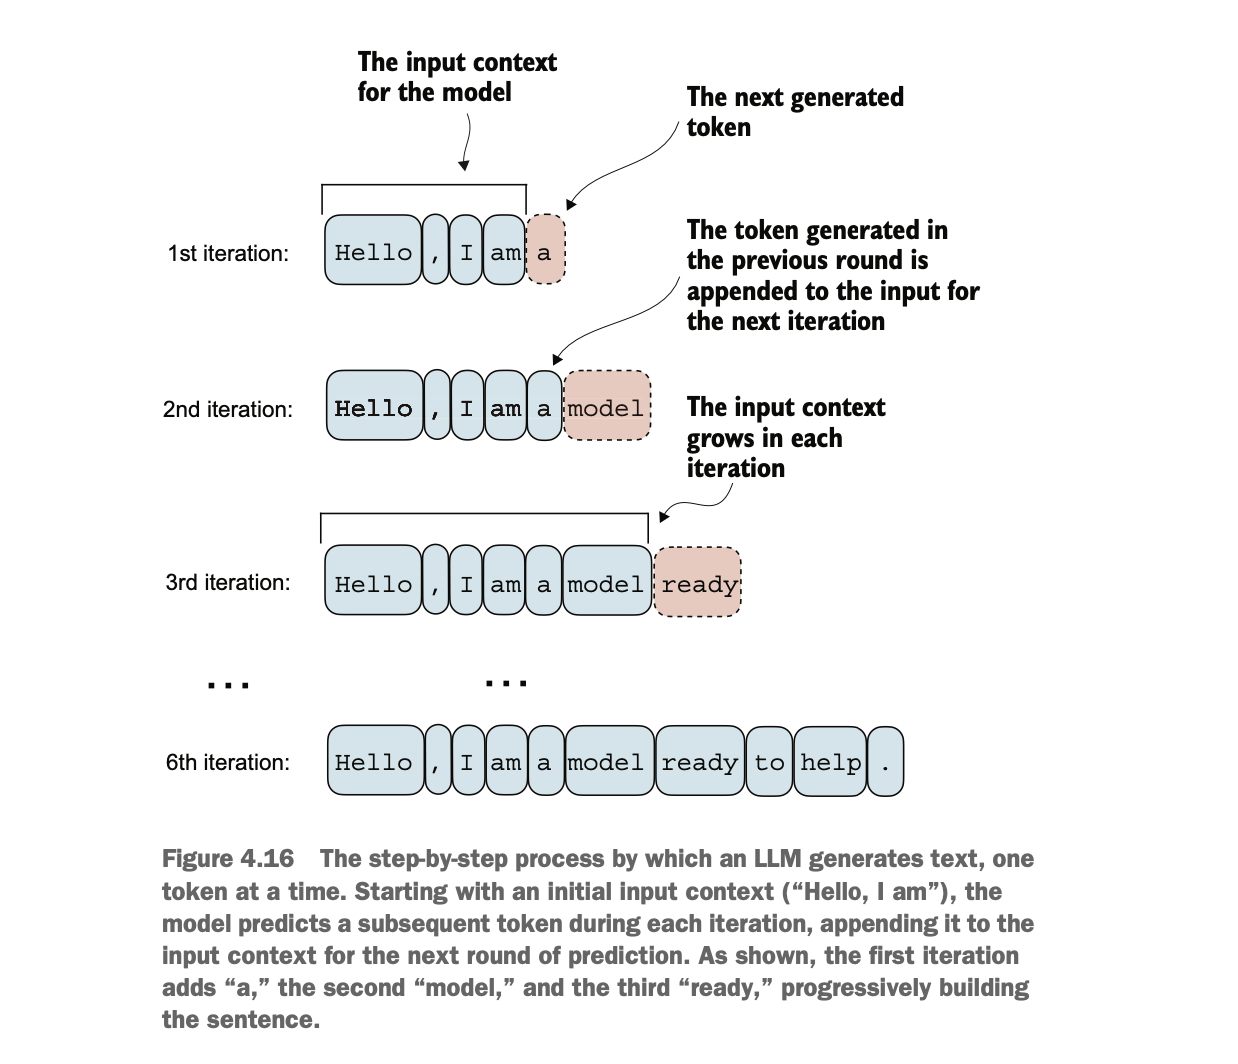 The input context
for the model
The next generated
token
1st iteration: Hello , I am a
The token generated in
the previous round is
appended to the input for
the next iteration
2nd iteration: Hello , I am a model
The input context
grows in each
iteration
3rd iteration: Hello , I am a model ready
... ...
6th iteration: Hello , I am a model ready to help .
Figure 4.16 The step-by-step process by which an LLM generates text, one
token at a time. Starting with an initial input context (“Hello, I am”), the
model predicts a subsequent token during each iteration, appending it to the
input context for the next round of prediction. As shown, the first iteration
adds “a,” the second “model,” and the third “ready,” progressively building
the sentence.